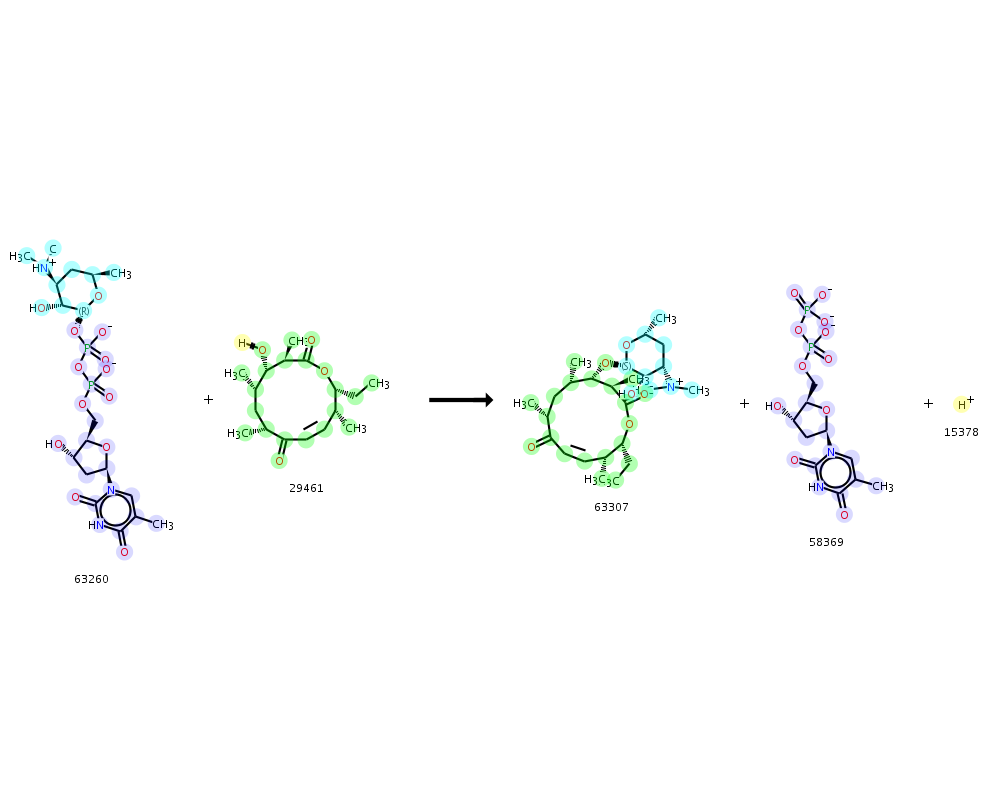 H₃C C
HN +
CH₃
O
HO (R)
O O⁻
P
O O O⁻
P
O O
HO O
N
O
HN CH₃
O
63260
+
H O CH₃ O
H₃C O CH₃
H₃C CH₃
O
29461
CH₃
O
CH₃ O (S)
CH₃ N + CH₃
H₃C HO O
O O
H₃C H₃C
63307
+
O O⁻
P
O O⁻ O⁻
P
O O
HO O
N
O
HN CH₃
O
58369
+
H⁺
15378